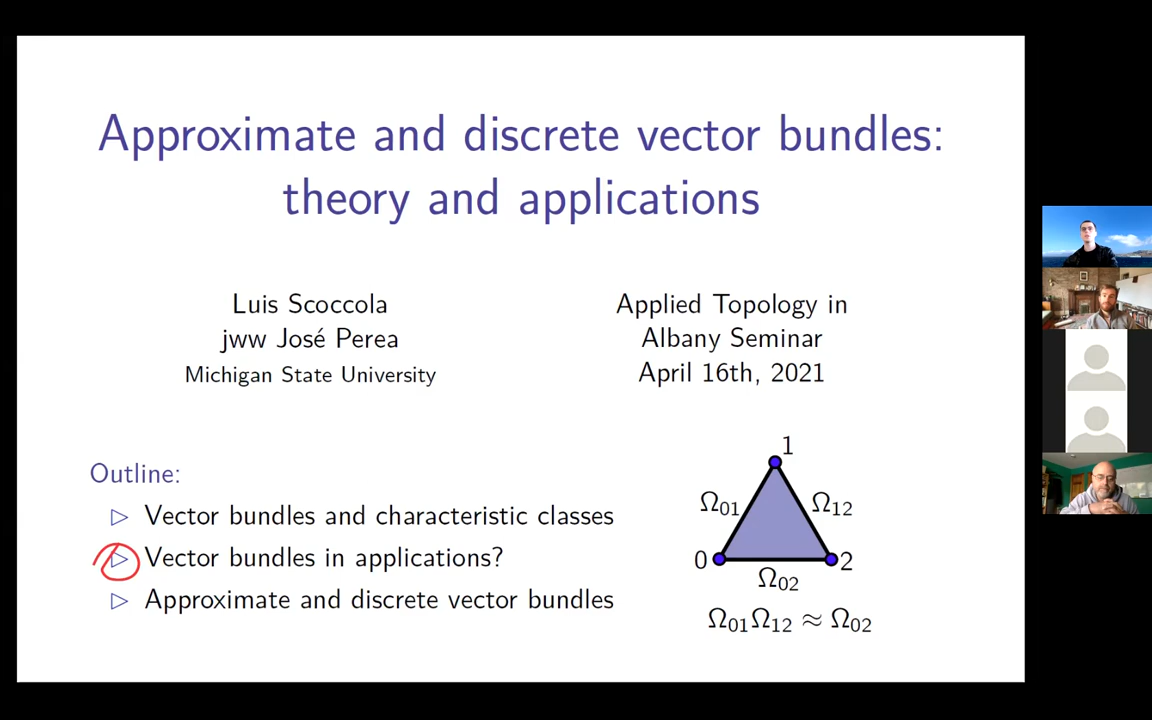 Approximate and discrete vector bundles:
theory and applications
Luis Scoccola
jww José Perea
Michigan State University
Applied Topology in
Albany Seminar
April 16th, 2021
Outline:
▷ Vector bundles and characteristic classes
▷ Vector bundles in applications?
▷ Approximate and discrete vector bundles
1
Ω₀₁ Ω₁₂
0 2
Ω₀₂
Ω₀₁Ω₁₂ ≈ Ω₀₂